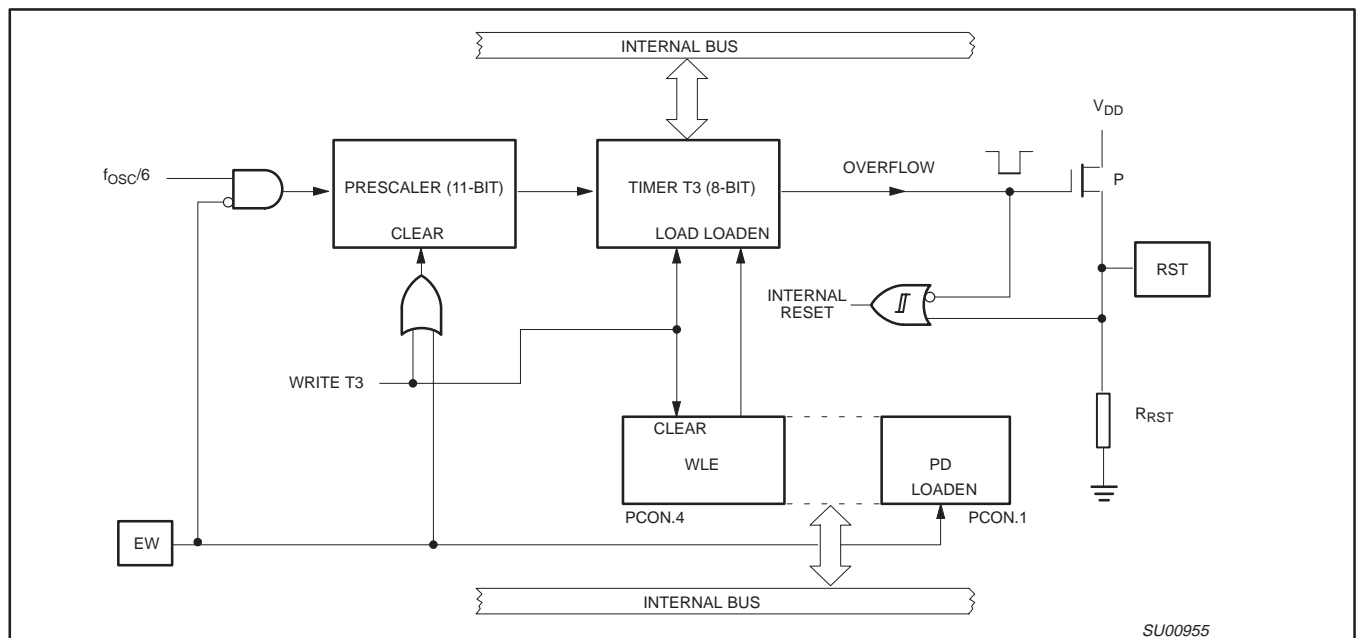 INTERNAL BUS
VDD
fOSC/6
PRESCALER (11-BIT)
CLEAR
TIMER T3 (8-BIT)
LOAD LOADEN
OVERFLOW
P
RST
INTERNAL
RESET
WRITE T3
CLEAR
WLE
PCON.4
PD
LOADEN
PCON.1
RRST
EW
INTERNAL BUS
SU00955